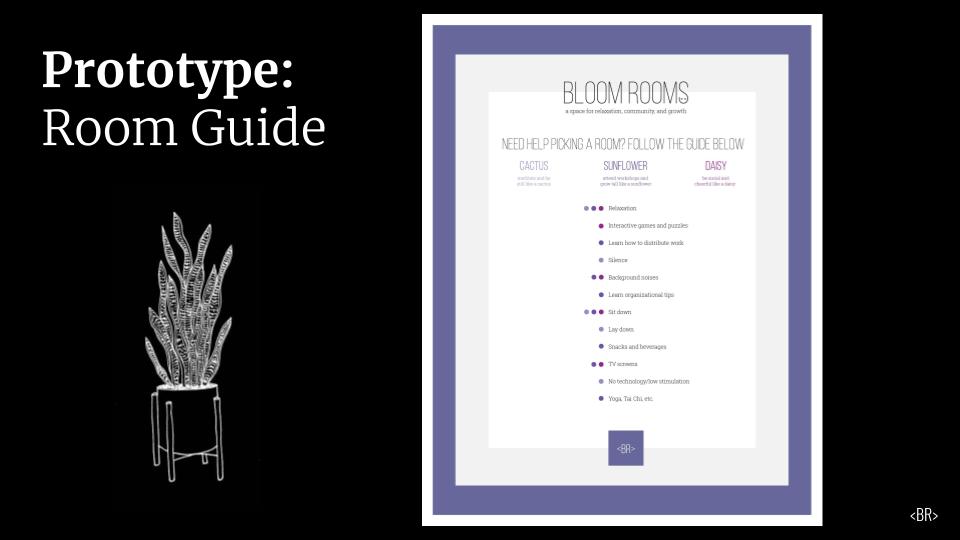 Prototype:
Room Guide
BLOOM ROOMS
a space for relaxation, community, and growth
NEED HELP PICKING A ROOM? FOLLOW THE GUIDE BELOW
CACTUS
meditate and be
still like a cactus
SUNFLOWER
attend workshops and
grow tall like a sunflower
DAISY
be social and
cheerful like a daisy
Relaxation
Interactive games and puzzles
Learn how to distribute work
Silence
Background noises
Learn organizational tips
Sit down
Lay down
Snacks and beverages
TV screens
No technology/low stimulation
Yoga, Tai Chi, etc.
<BR>
<BR>